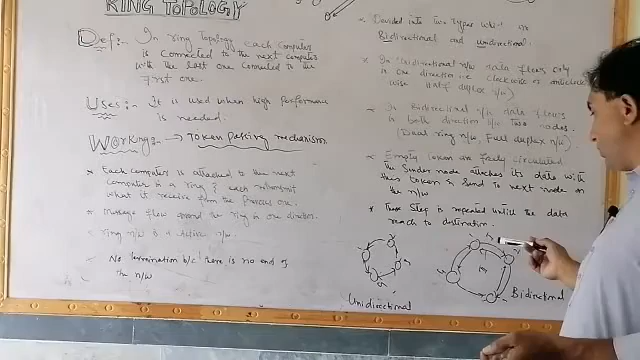 RING TOPOLOGY
Def:- In ring Topology each Computer
is connected to the next computer
with the last one Connected to the
First one.
Uses:- It is used when high performance
is needed.
Working:- → Token Passing mechanism
* Each computer is attached to the next
Computer in a ring & each retransmit
what it receive from the Previous one.
* Message flow around the ring in one direction.
* ring N/W is a Active N/W.
* No termination b/c there is no end of
the N/W
* Divided into two types which are
Bidirectional and unidirectional.
* In Unidirectional N/W data flows only
in one direction i.e clockwise or anticlock
wise (Half duplex N/W)
* In Bidirectional N/W data flows
in both direction b/w two nodes.
(Dual ring N/W, Full duplex N/W).
* Empty token are freely circulated
the Sender node attaches its data with
this token & send to next node on
the N/W
* These Step is repeated untill the data
reach to destination.
Unidirectional
Bidirectional